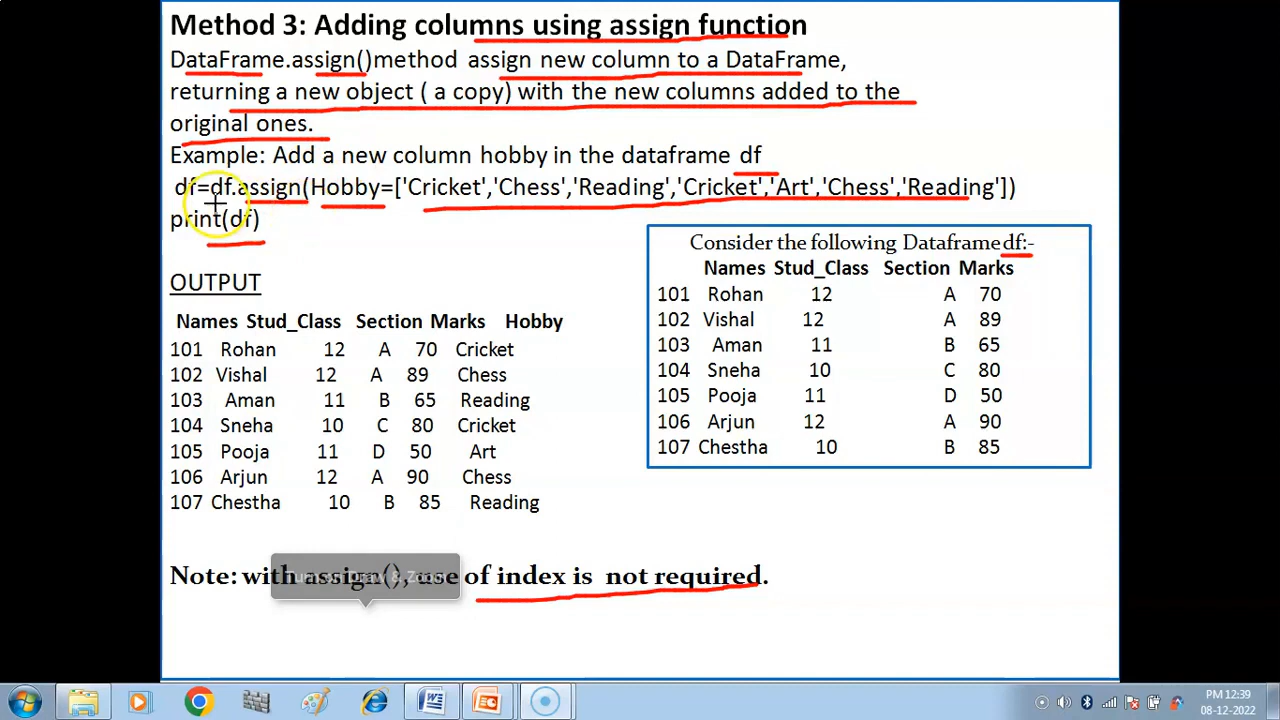 Method 3: Adding columns using assign function
DataFrame.assign()method assign new column to a DataFrame,
returning a new object ( a copy) with the new columns added to the
original ones.
Example: Add a new column hobby in the dataframe df
df=df.assign(Hobby=['Cricket','Chess','Reading','Cricket','Art','Chess','Reading'])
print(df)
Consider the following Dataframe df:-
Names Stud_Class Section Marks
101 Rohan 12 A 70
102 Vishal 12 A 89
103 Aman 11 B 65
104 Sneha 10 C 80
105 Pooja 11 D 50
106 Arjun 12 A 90
107 Chestha 10 B 85
OUTPUT
Names Stud_Class Section Marks Hobby
101 Rohan 12 A 70 Cricket
102 Vishal 12 A 89 Chess
103 Aman 11 B 65 Reading
104 Sneha 10 C 80 Cricket
105 Pooja 11 D 50 Art
106 Arjun 12 A 90 Chess
107 Chestha 10 B 85 Reading
Note: with assign(), use of index is not required.
PM 12:39
08-12-2022